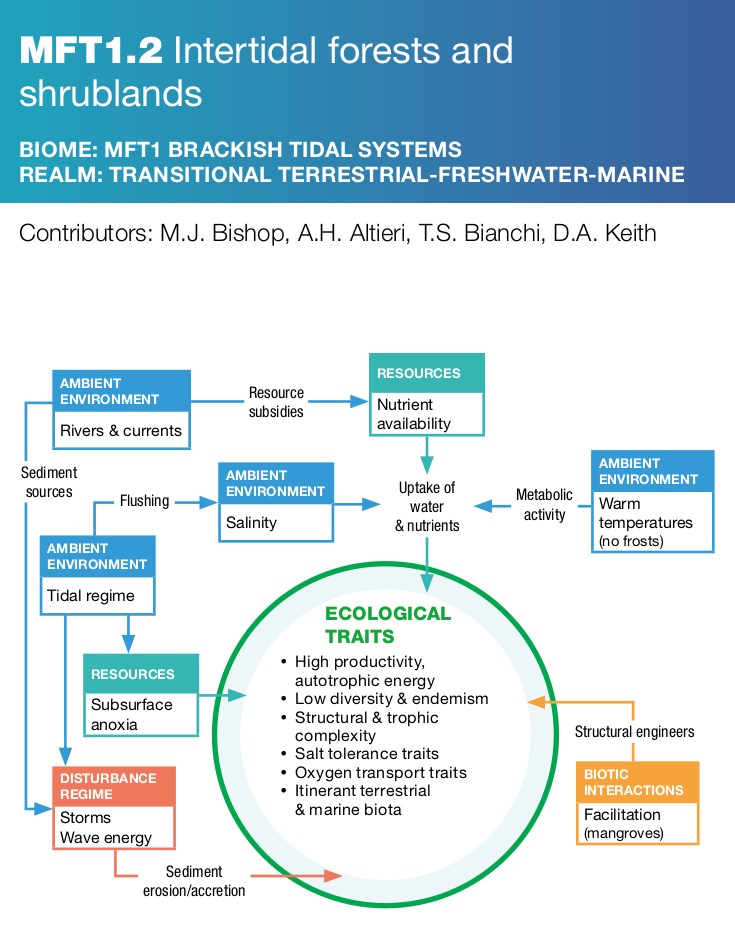 MFT1.2 Intertidal forests and
shrublands
BIOME: MFT1 BRACKISH TIDAL SYSTEMS
REALM: TRANSITIONAL TERRESTRIAL-FRESHWATER-MARINE
Contributors: M.J. Bishop, A.H. Altieri, T.S. Bianchi, D.A. Keith
AMBIENT
ENVIRONMENT
Rivers & currents
Resource
subsidies
RESOURCES
Nutrient
availability
Sediment
sources
Flushing
AMBIENT
ENVIRONMENT
Salinity
Uptake of
water
& nutrients
Metabolic
activity
AMBIENT
ENVIRONMENT
Warm
temperatures
(no frosts)
AMBIENT
ENVIRONMENT
Tidal regime
RESOURCES
Subsurface
anoxia
ECOLOGICAL
TRAITS
• High productivity,
autotrophic energy
• Low diversity & endemism
• Structural & trophic
complexity
• Salt tolerance traits
• Oxygen transport traits
• Itinerant terrestrial
& marine biota
Structural engineers
BIOTIC
INTERACTIONS
Facilitation
(mangroves)
DISTURBANCE
REGIME
Storms
Wave energy
Sediment
erosion/accretion